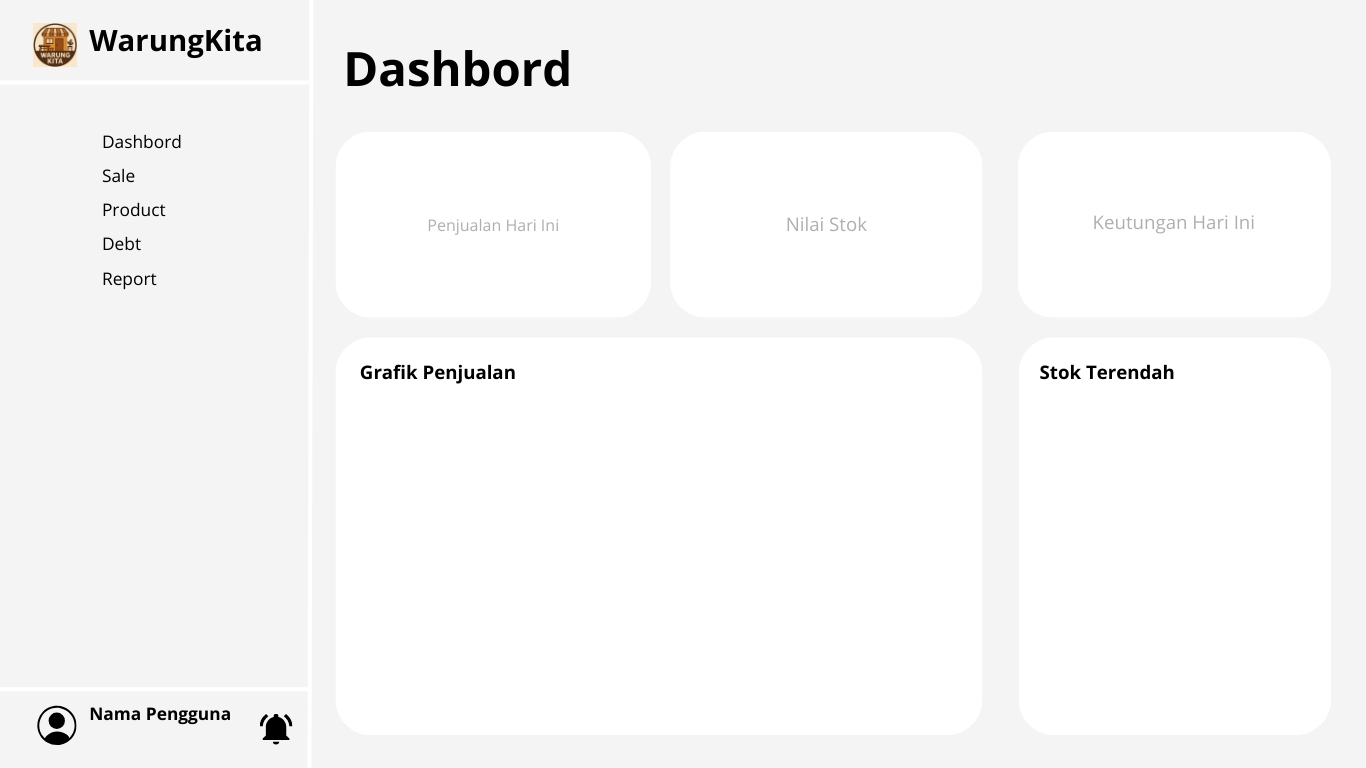 WARUNG
KITA
WarungKita
Dashbord
Sale
Product
Debt
Report
Nama Pengguna
Dashbord
Penjualan Hari Ini
Nilai Stok
Keutungan Hari Ini
Grafik Penjualan
Stok Terendah